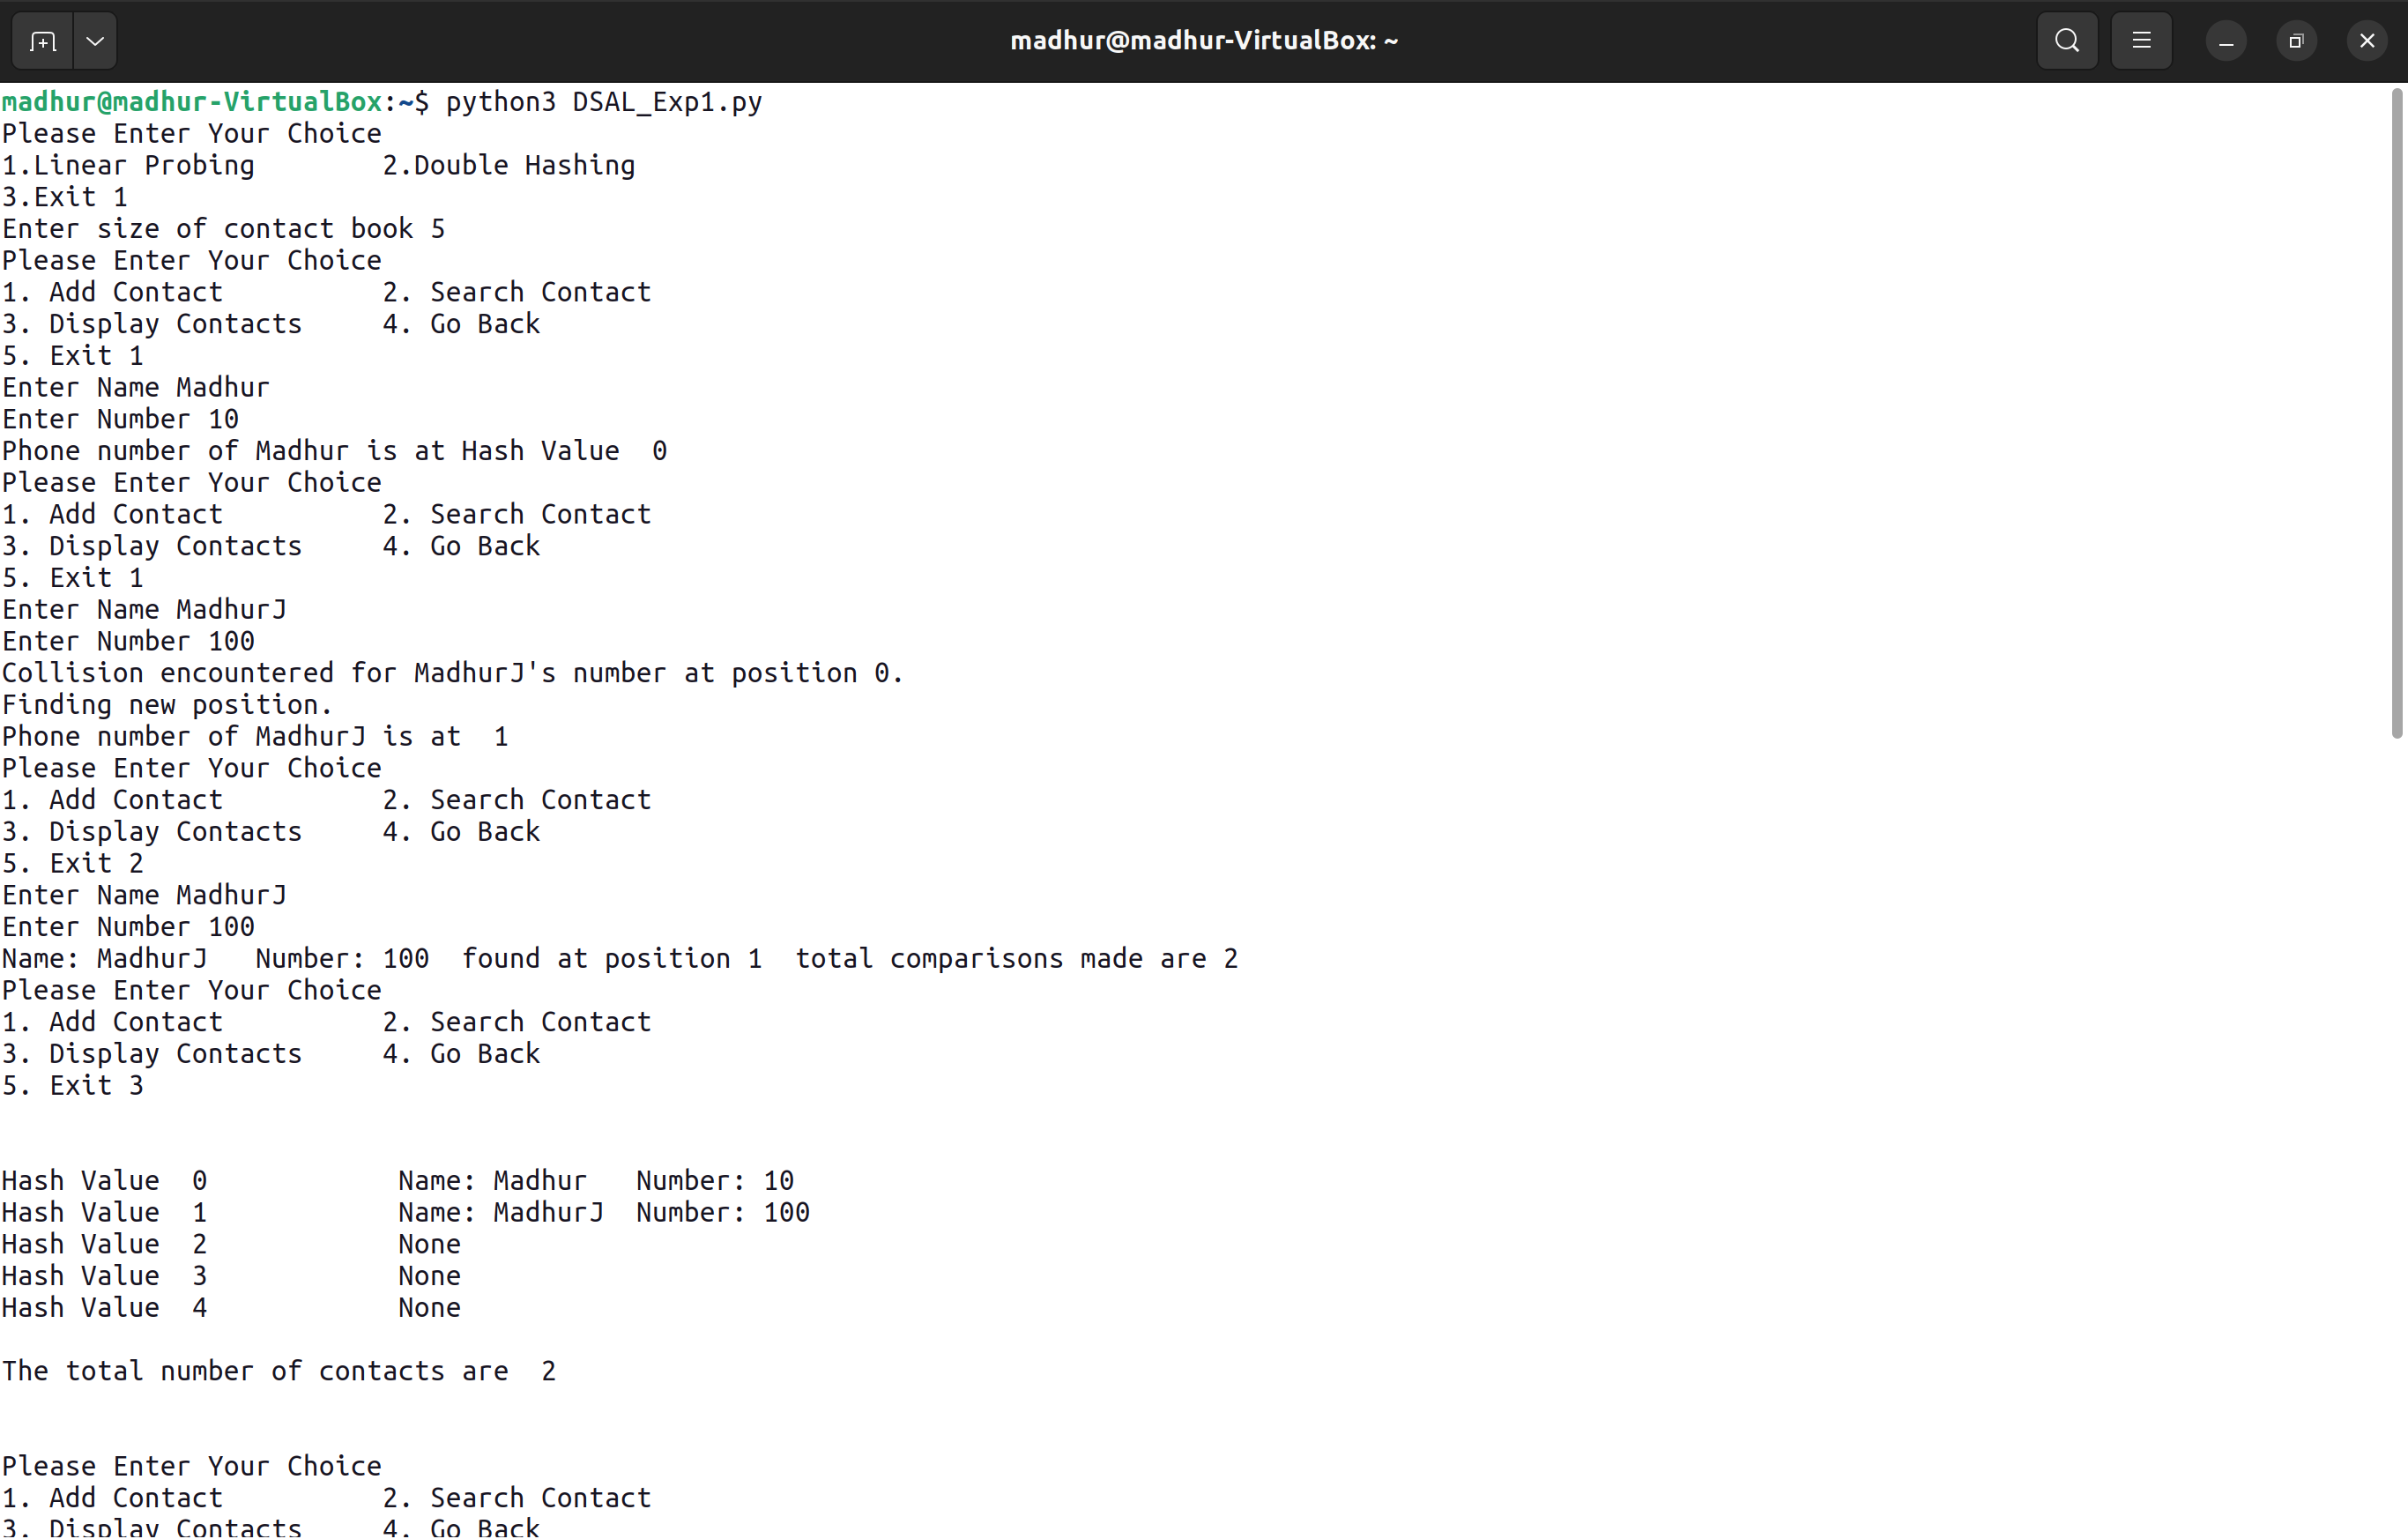 madhur@madhur-VirtualBox: ~
madhur@madhur-VirtualBox:~$ python3 DSAL_Exp1.py
Please Enter Your Choice
1.Linear Probing        2.Double Hashing
3.Exit 1
Enter size of contact book 5
Please Enter Your Choice
1. Add Contact          2. Search Contact
3. Display Contacts     4. Go Back
5. Exit 1
Enter Name Madhur
Enter Number 10
Phone number of Madhur is at Hash Value  0
Please Enter Your Choice
1. Add Contact          2. Search Contact
3. Display Contacts     4. Go Back
5. Exit 1
Enter Name MadhurJ
Enter Number 100
Collision encountered for MadhurJ's number at position 0.
Finding new position.
Phone number of MadhurJ is at  1
Please Enter Your Choice
1. Add Contact          2. Search Contact
3. Display Contacts     4. Go Back
5. Exit 2
Enter Name MadhurJ
Enter Number 100
Name: MadhurJ   Number: 100  found at position 1  total comparisons made are 2
Please Enter Your Choice
1. Add Contact          2. Search Contact
3. Display Contacts     4. Go Back
5. Exit 3
Hash Value  0            Name: Madhur   Number: 10
Hash Value  1            Name: MadhurJ  Number: 100
Hash Value  2            None
Hash Value  3            None
Hash Value  4            None
The total number of contacts are  2
Please Enter Your Choice
1. Add Contact          2. Search Contact
3. Display Contacts     4. Go Back